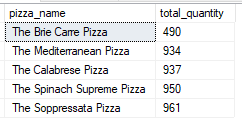 pizza_name total_quantity
The Brie Carre Pizza 490
The Mediterranean Pizza 934
The Calabrese Pizza 937
The Spinach Supreme Pizza 950
The Soppressata Pizza 961